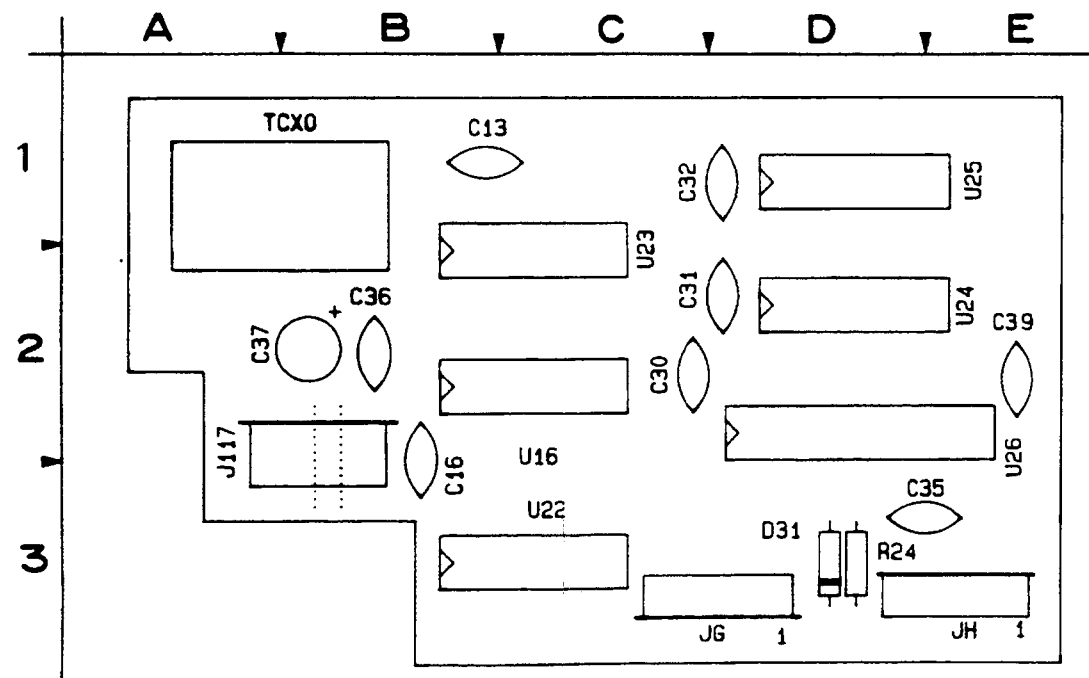 A B C D E
1
TCXO
C13
C32
U25
U23
C36
+
C31
U24
2
C37
C30
C39
J117
C16
U16
U26
U22
C35
3
D31
R24
JG 1
JH 1